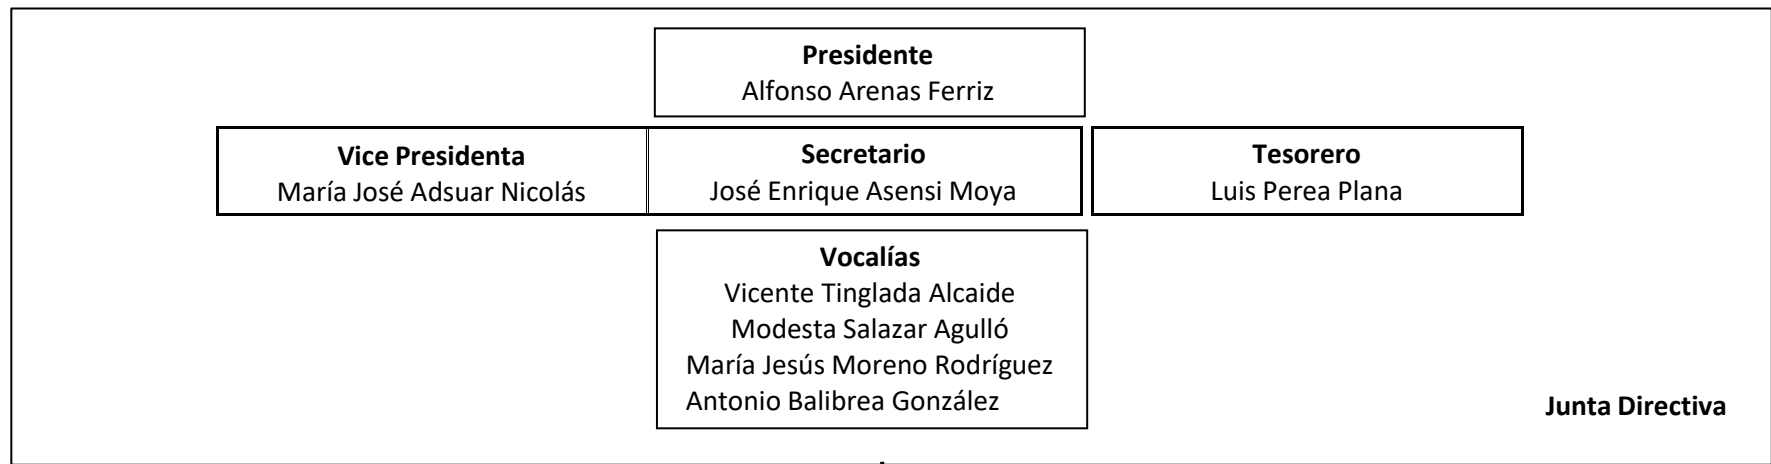 Presidente
Alfonso Arenas Ferriz
Vice Presidenta
María José Adsuar Nicolás
Secretario
José Enrique Asensi Moya
Tesorero
Luis Perea Plana
Vocalías
Vicente Tinglada Alcaide
Modesta Salazar Agulló
María Jesús Moreno Rodríguez
Antonio Balibrea González
Junta Directiva